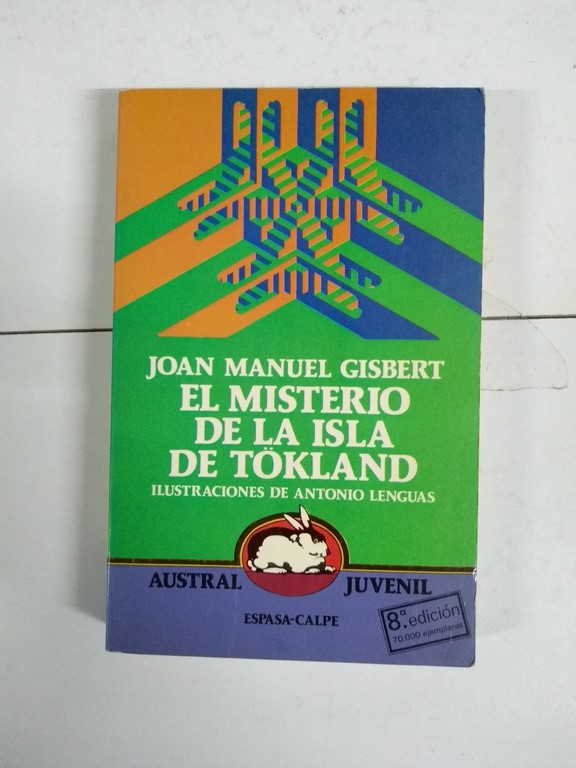 JOAN MANUEL GISBERT
EL MISTERIO
DE LA ISLA
DE TÖKLAND
ILUSTRACIONES DE ANTONIO LENGUAS
AUSTRAL JUVENIL
ESPASA-CALPE
8.ª edición
70.000 ejemplares